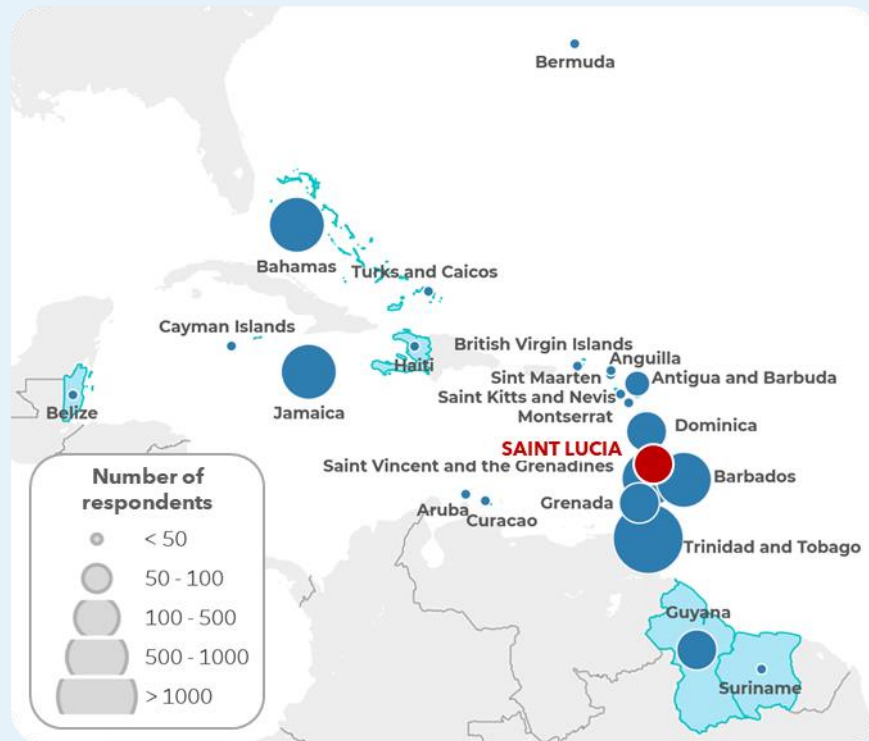 Bermuda
Bahamas
Turks and Caicos
Cayman Islands
Haiti
British Virgin Islands
Anguilla
Belize
Jamaica
Sint Maarten
Antigua and Barbuda
Saint Kitts and Nevis
Montserrat
Dominica
SAINT LUCIA
Saint Vincent and the Grenadines
Barbados
Grenada
Aruba
Curacao
Trinidad and Tobago
Guyana
Suriname
Number of
respondents
< 50
50 - 100
100 - 500
500 - 1000
> 1000